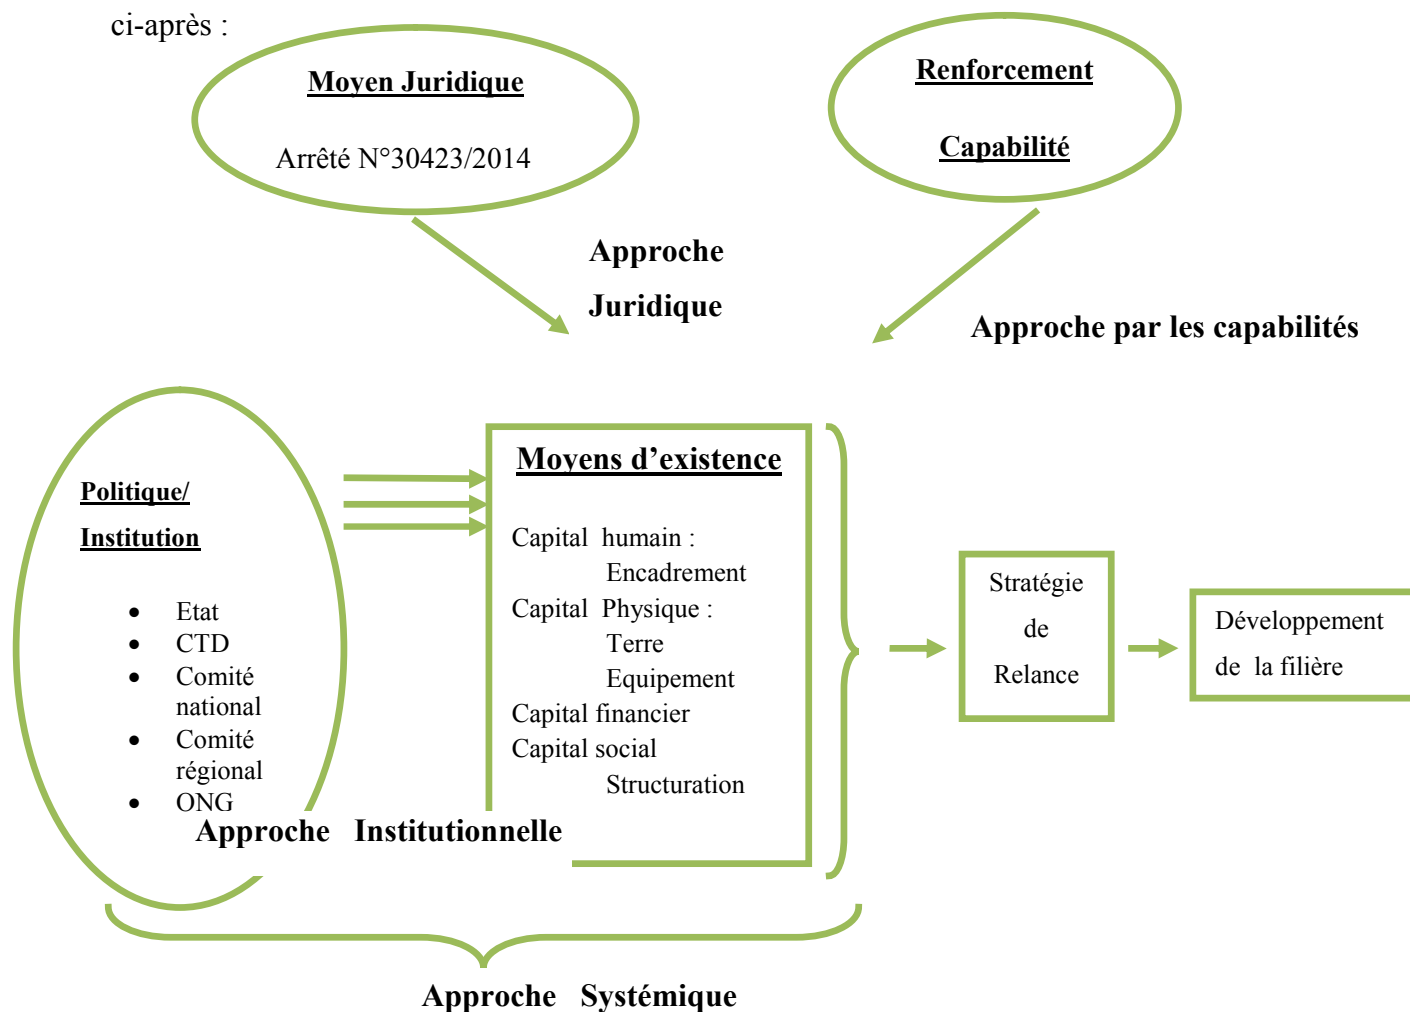 ci-après :
Moyen Juridique
Arrêté N°30423/2014
Renforcement
Capabilité
Approche
Juridique
Approche par les capabilités
Politique/
Institution
• Etat
• CTD
• Comité
national
• Comité
régional
• ONG
Approche Institutionnelle
Moyens d’existence
Capital humain :
Encadrement
Capital Physique :
Terre
Equipement
Capital financier
Capital social
Structuration
Stratégie
de
Relance
Développement
de la filière
Approche Systémique